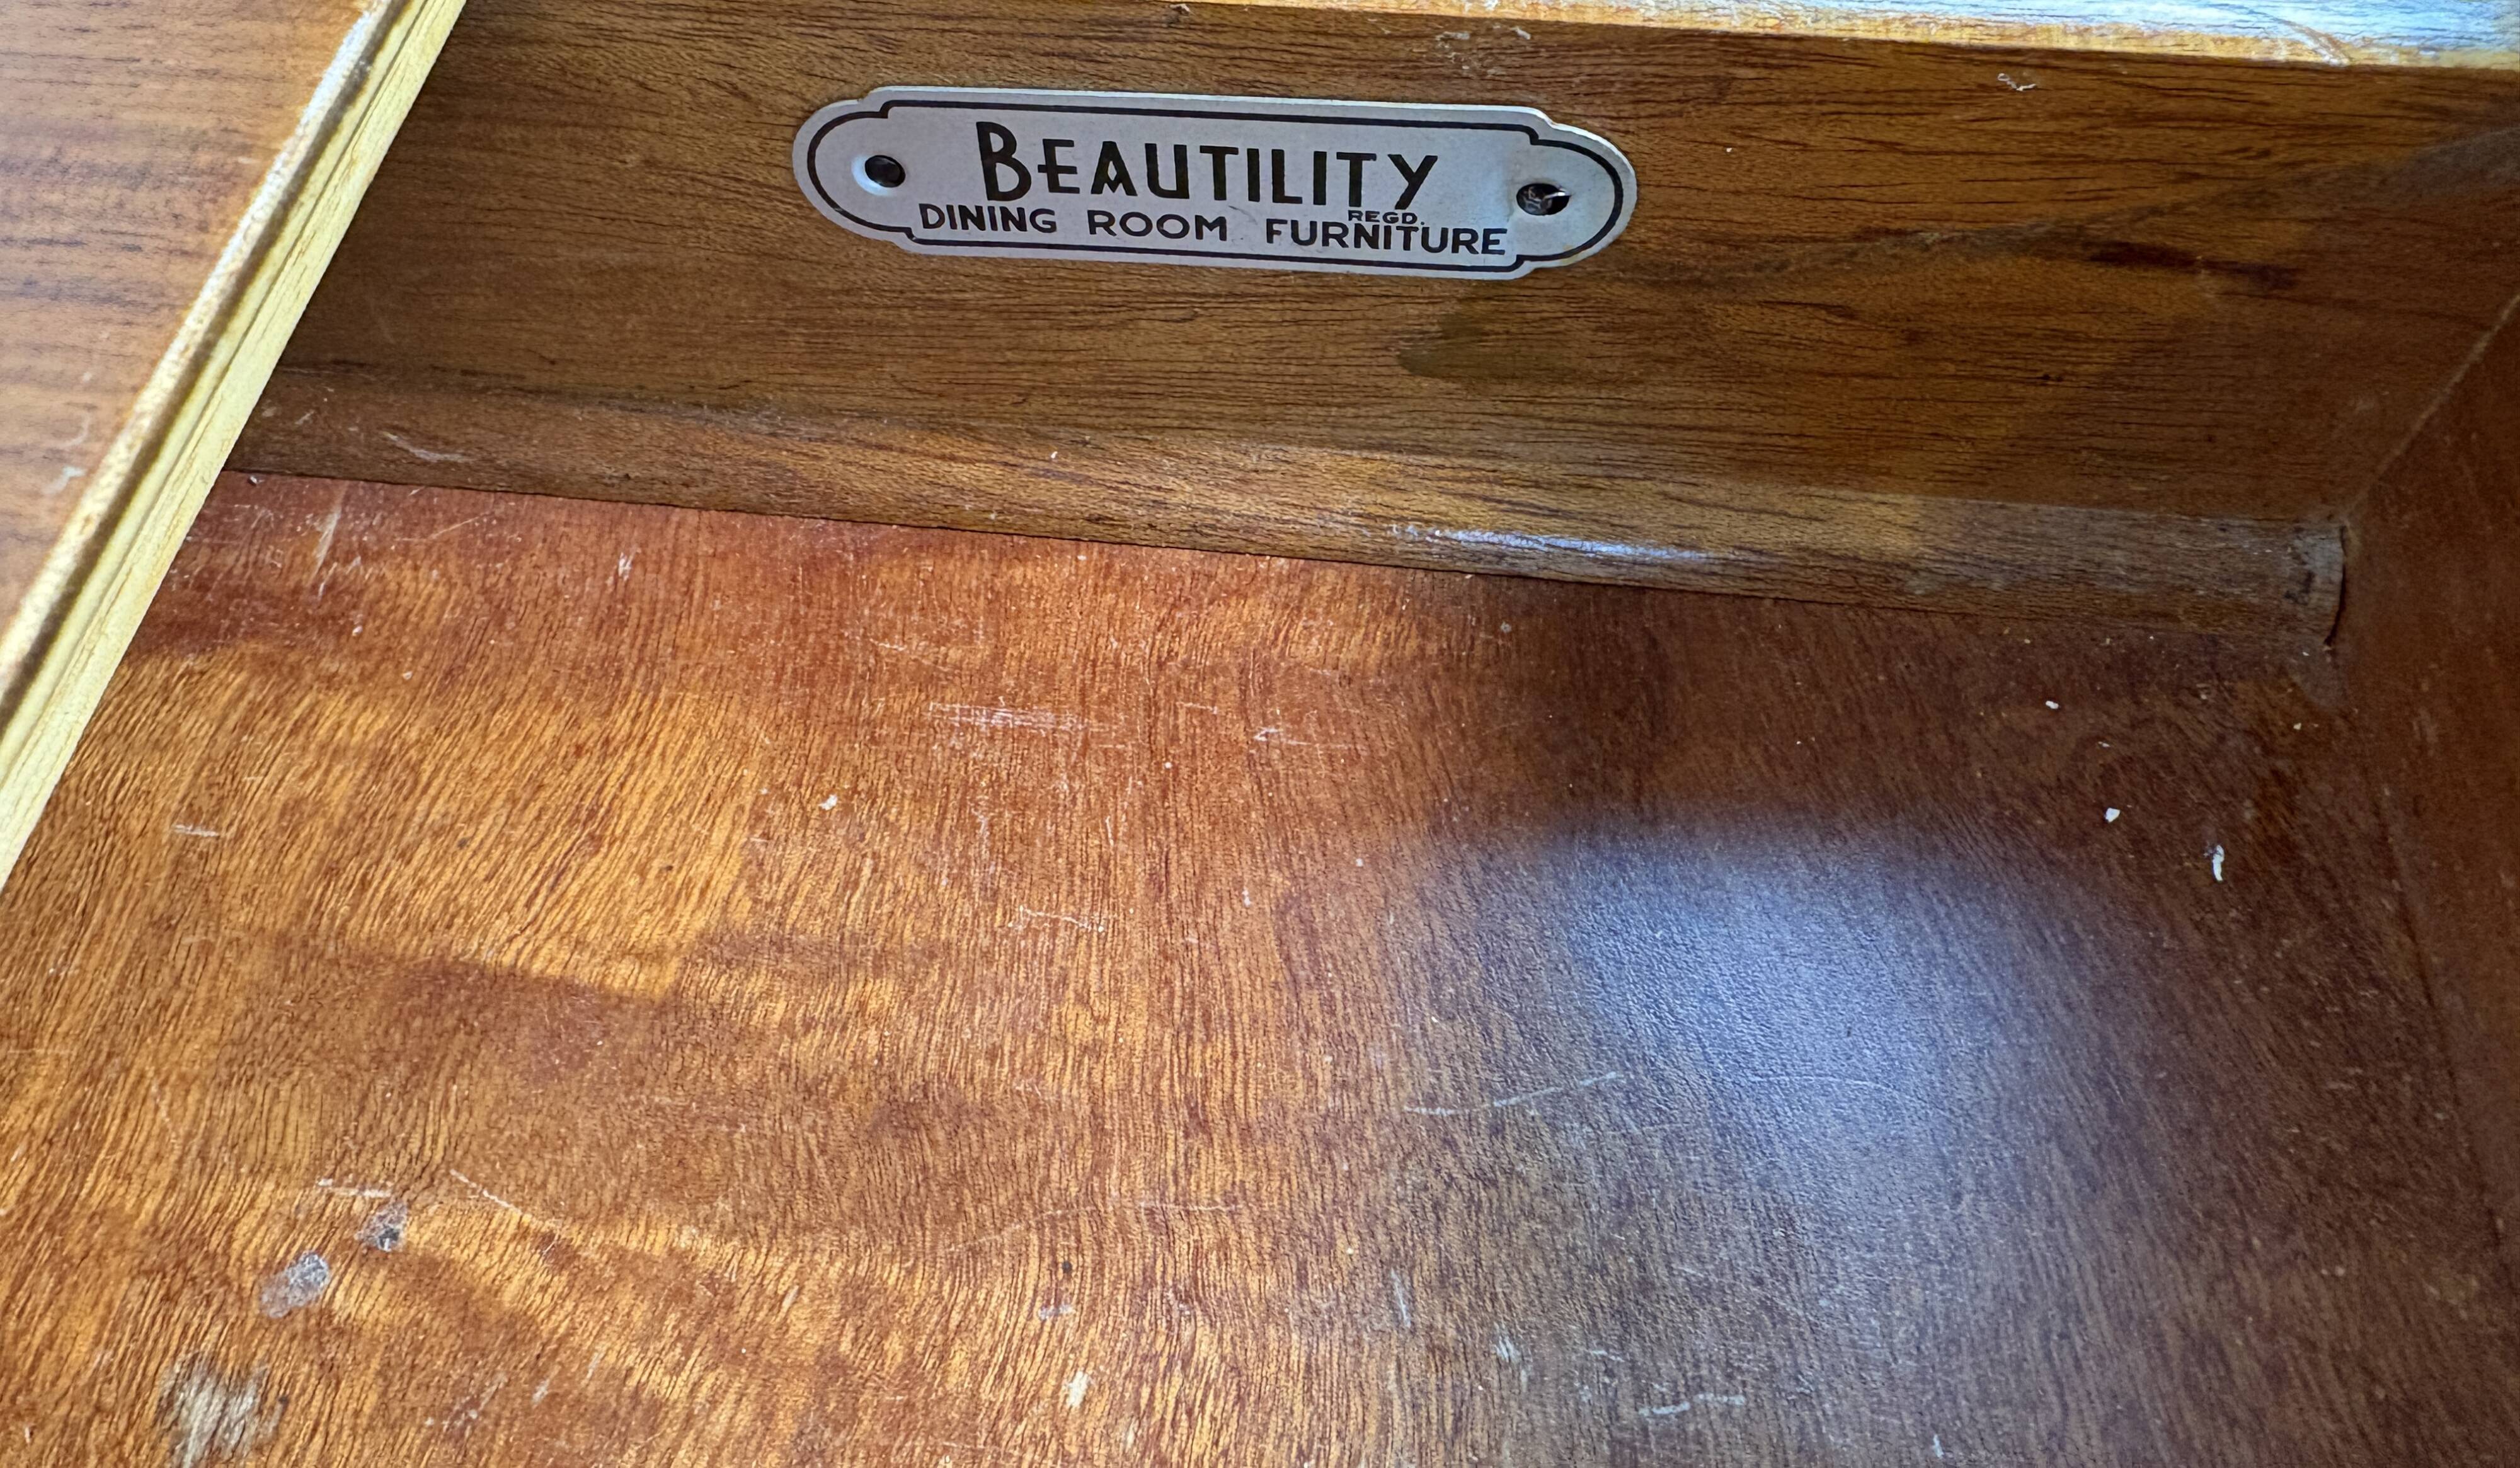 BEAUTILITY
REGD.
DINING ROOM FURNITURE